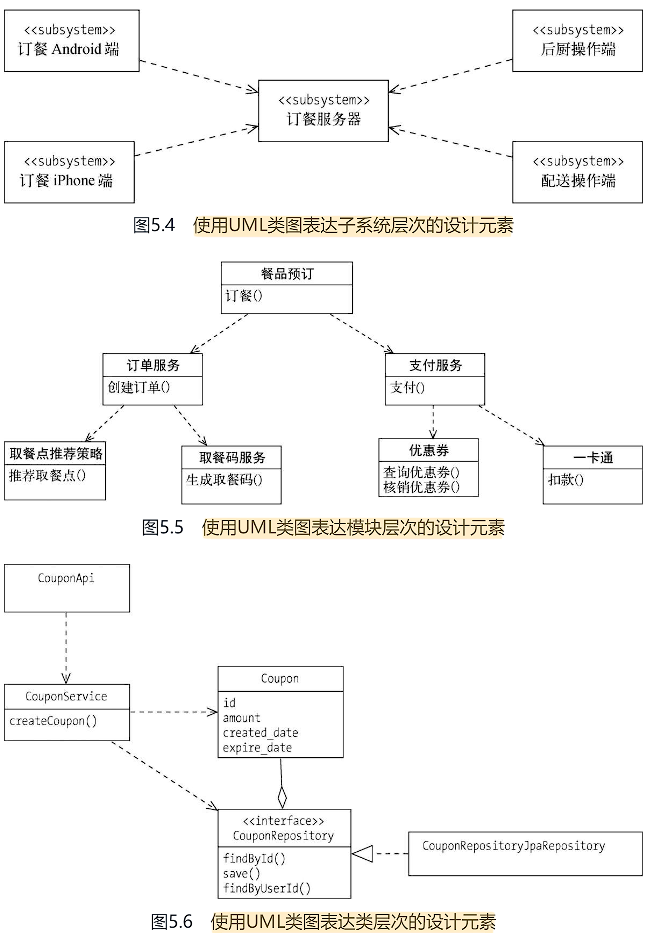 <<subsystem>>
订餐 Android 端
<<subsystem>>
后厨操作端
<<subsystem>>
订餐服务器
<<subsystem>>
订餐 iPhone 端
<<subsystem>>
配送操作端
图5.4 使用UML类图表达子系统层次的设计元素
餐品预订
订餐()
订单服务
创建订单()
支付服务
支付()
取餐点推荐策略
推荐取餐点()
取餐码服务
生成取餐码()
优惠券
查询优惠券()
核销优惠券()
一卡通
扣款()
图5.5 使用UML类图表达模块层次的设计元素
CouponApi
CouponService
createCoupon()
Coupon
id
amount
created_date
expire_date
<<interface>>
CouponRepository
findById()
save()
findByUserId()
CouponRepositoryJpaRepository
图5.6 使用UML类图表达类层次的设计元素